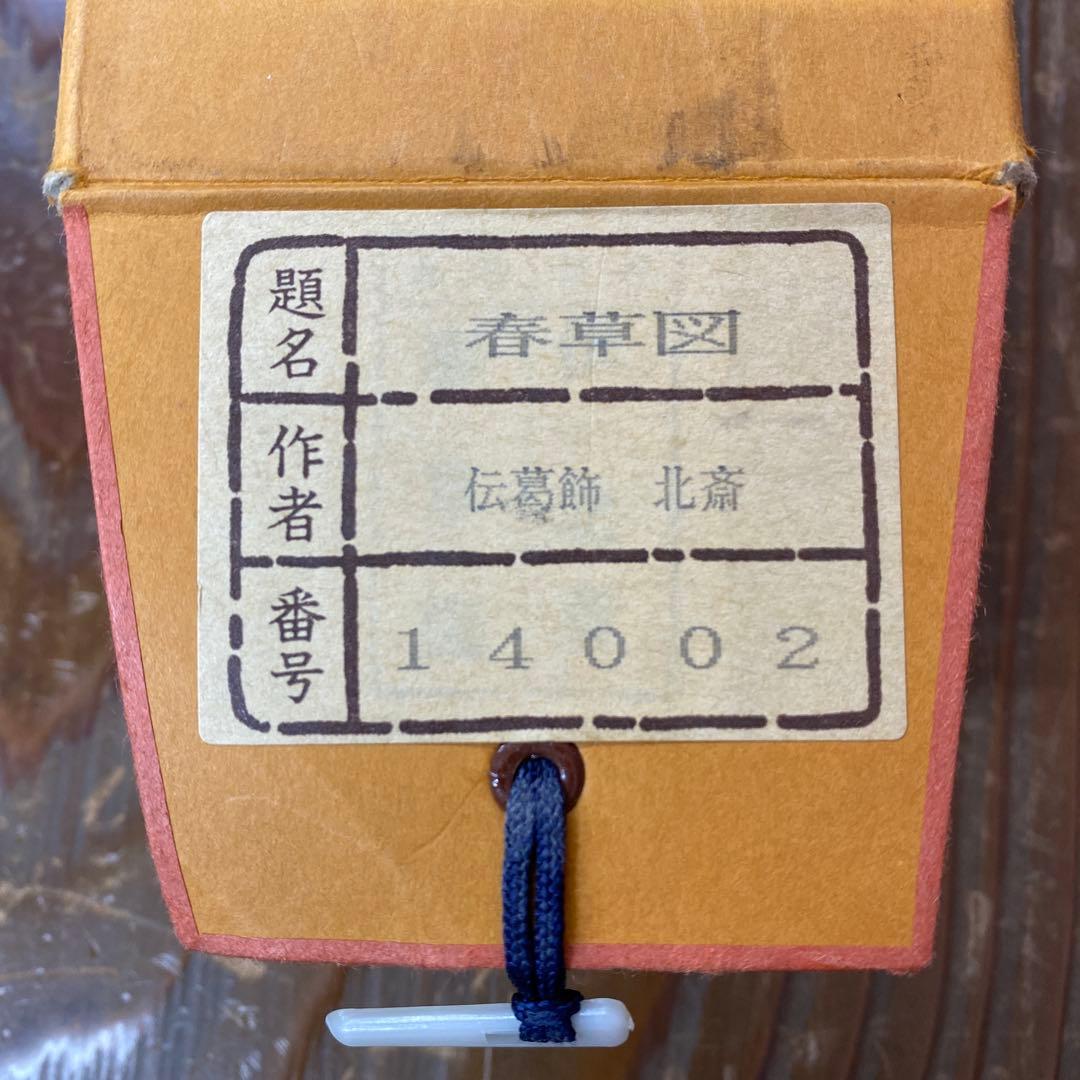 題名 春草図
作者 伝葛飾　北斎
番号 14002